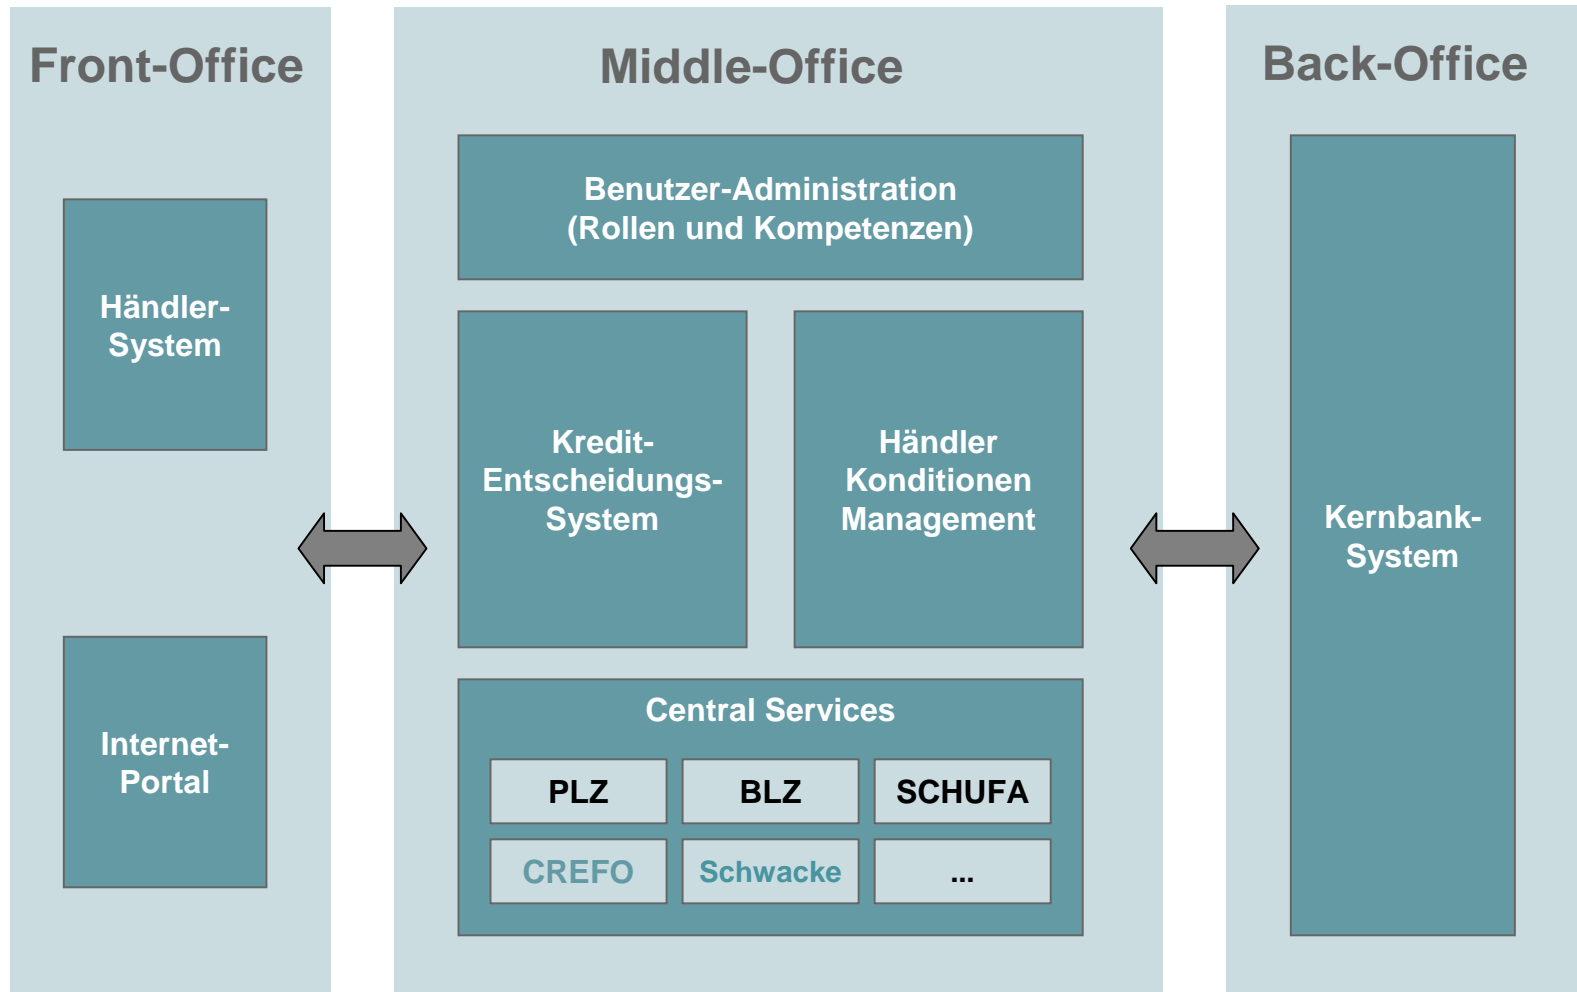 Front-Office
Händler-
System
Internet-
Portal
Middle-Office
Benutzer-Administration
(Rollen und Kompetenzen)
Kredit-
Entscheidungs-
System
Händler
Konditionen
Management
Central Services
PLZ
BLZ
SCHUFA
CREFO
Schwacke
...
Back-Office
Kernbank-
System